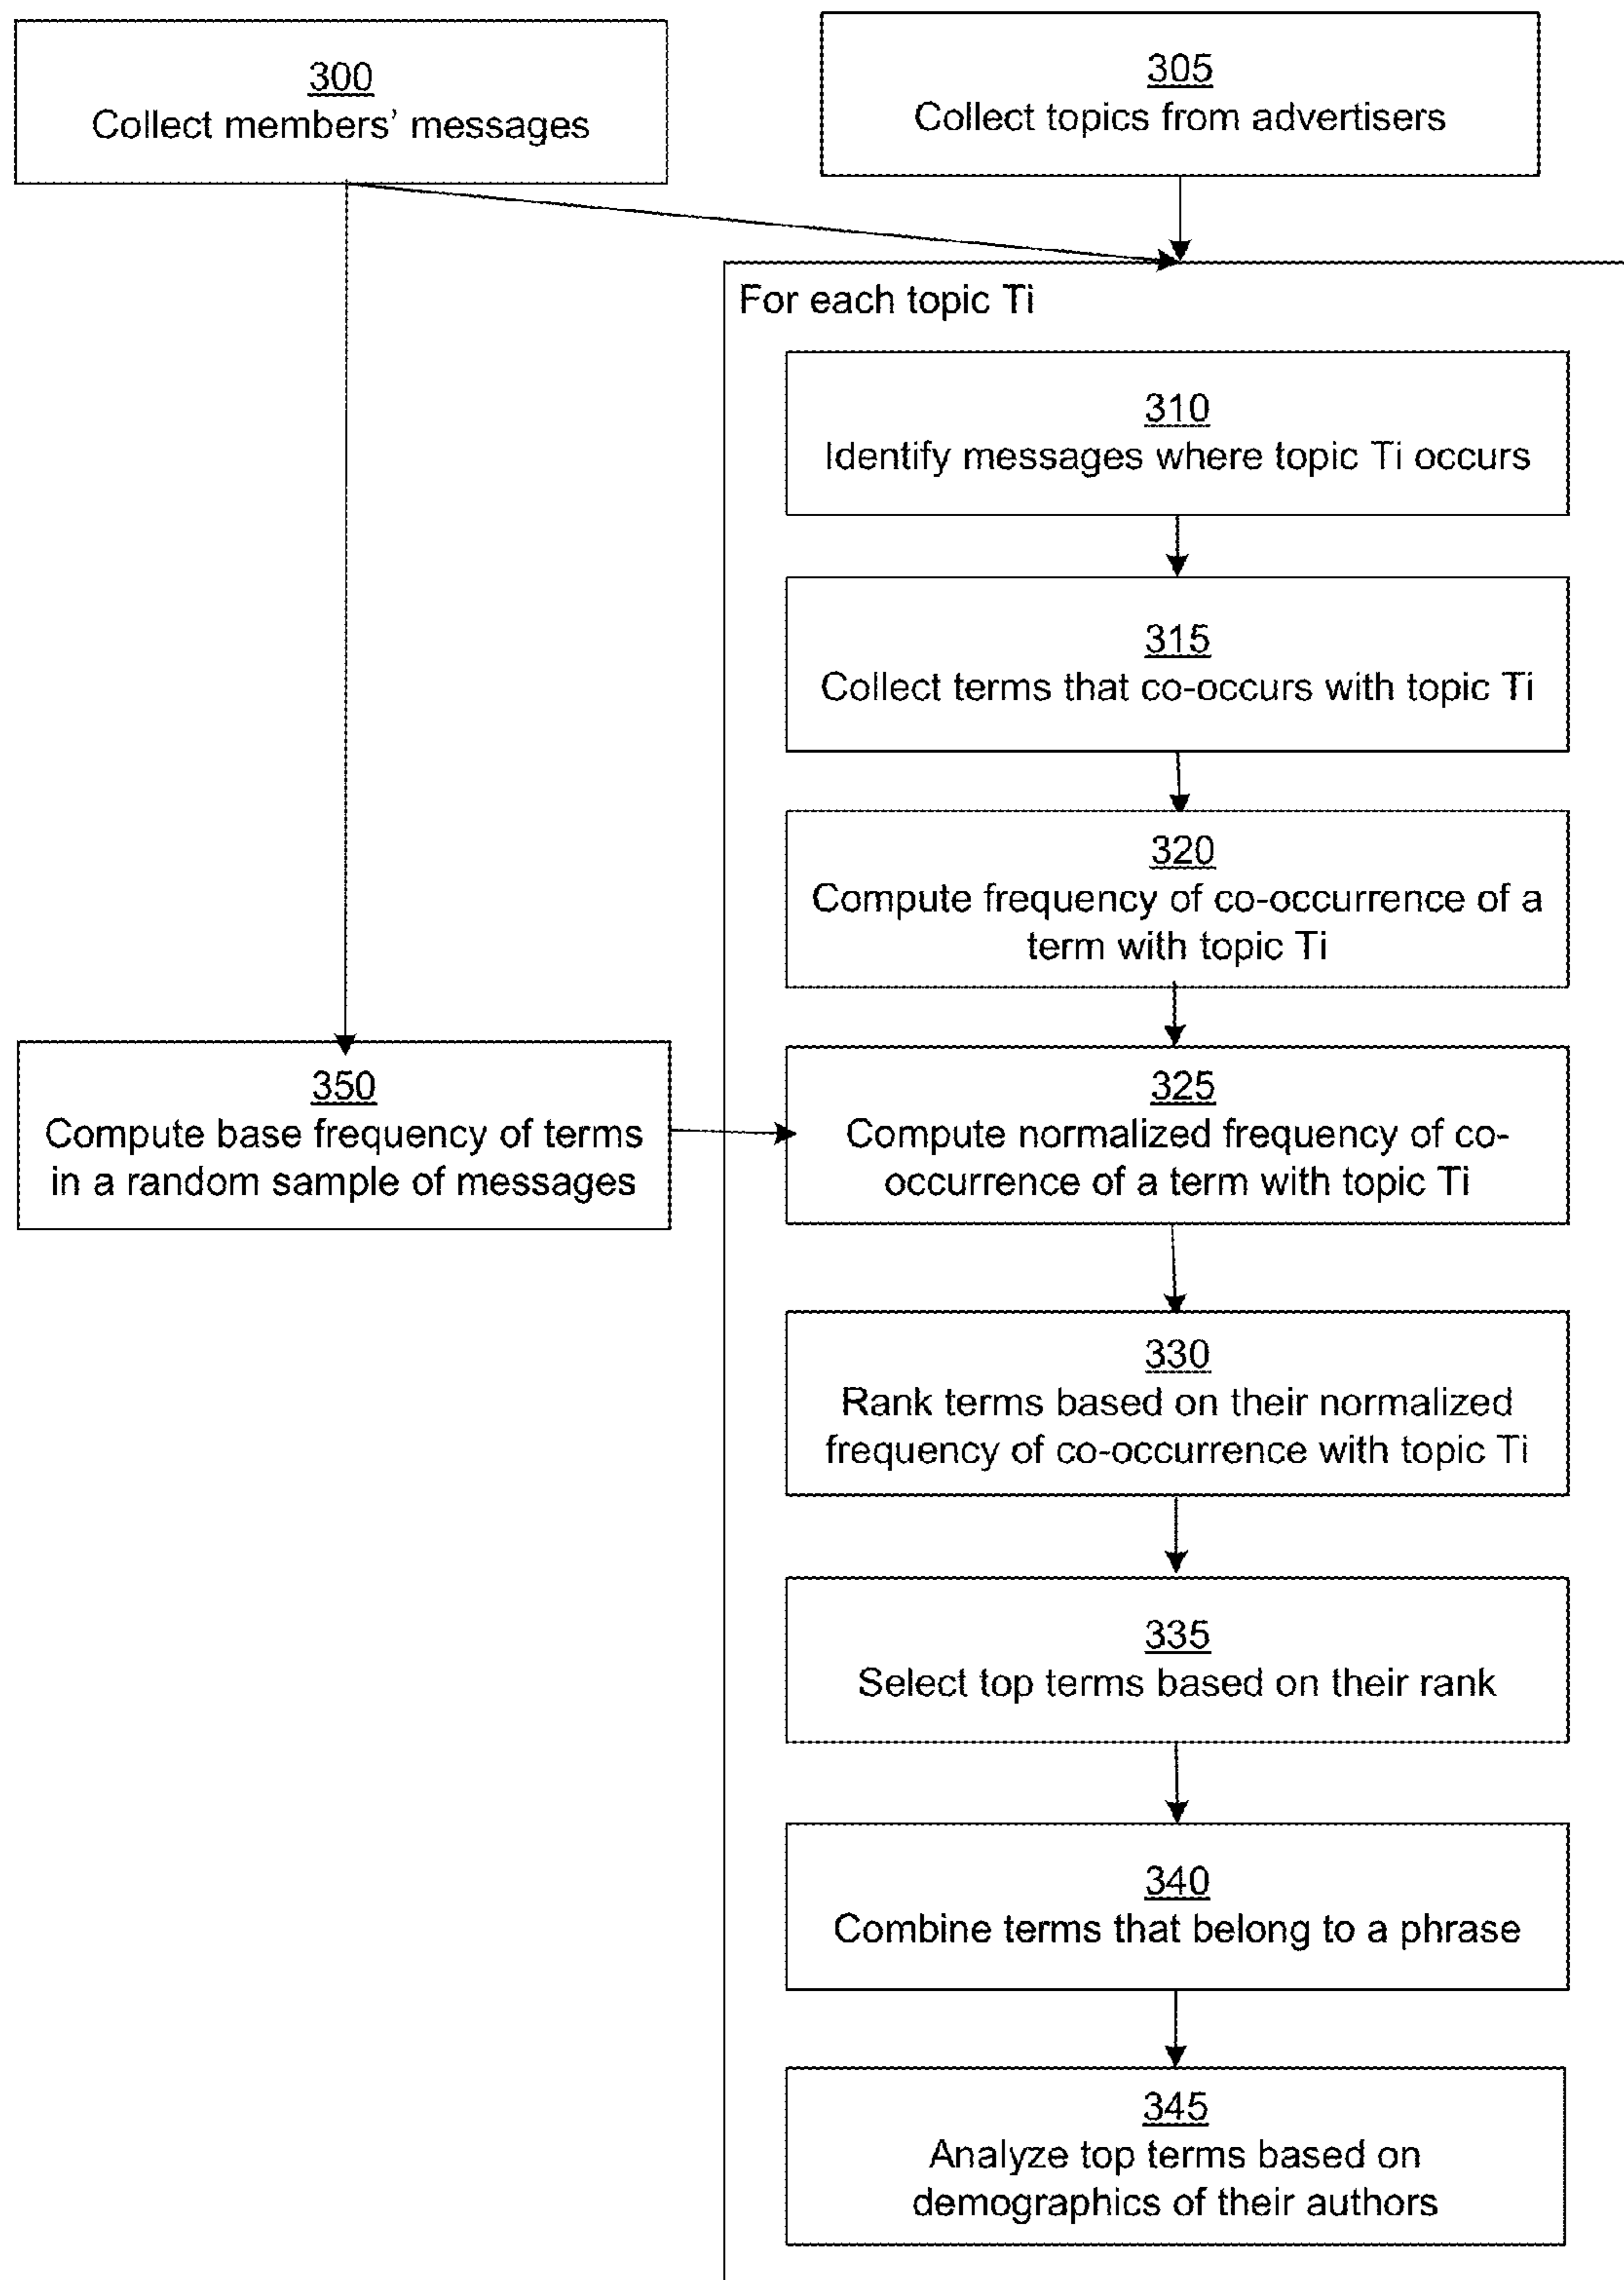 300
Collect members’ messages
305
Collect topics from advertisers
For each topic Ti
310
Identify messages where topic Ti occurs
315
Collect terms that co-occurs with topic Ti
320
Compute frequency of co-occurrence of a
term with topic Ti
350
Compute base frequency of terms
in a random sample of messages
325
Compute normalized frequency of co-
occurrence of a term with topic Ti
330
Rank terms based on their normalized
frequency of co-occurrence with topic Ti
335
Select top terms based on their rank
340
Combine terms that belong to a phrase
345
Analyze top terms based on
demographics of their authors